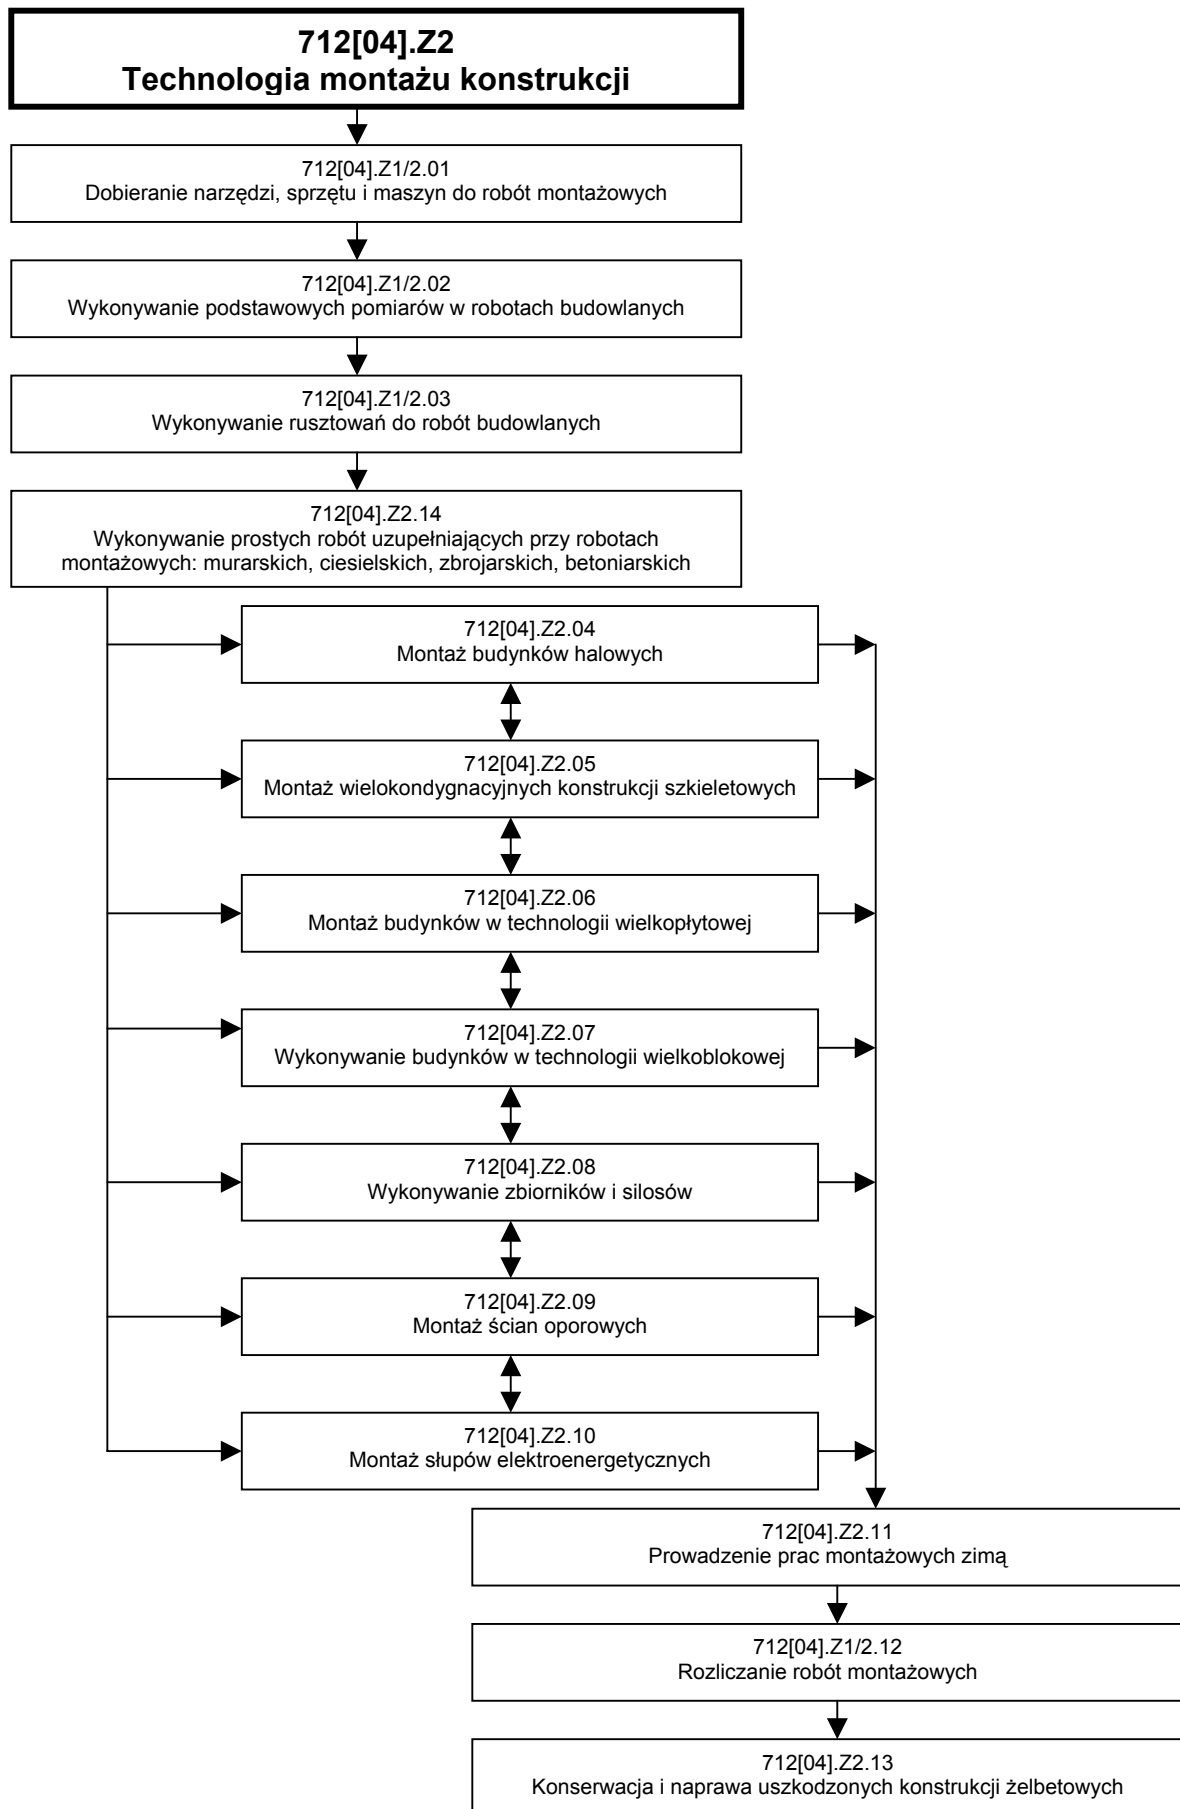 712[04].Z2
Technologia montażu konstrukcji
712[04].Z1/2.01
Dobieranie narzędzi, sprzętu i maszyn do robót montażowych
712[04].Z1/2.02
Wykonywanie podstawowych pomiarów w robotach budowlanych
712[04].Z1/2.03
Wykonywanie rusztowań do robót budowlanych
712[04].Z2.14
Wykonywanie prostych robót uzupełniających przy robotach
montażowych: murarskich, ciesielskich, zbrojarskich, betoniarskich
712[04].Z2.04
Montaż budynków halowych
712[04].Z2.05
Montaż wielokondygnacyjnych konstrukcji szkieletowych
712[04].Z2.06
Montaż budynków w technologii wielkopłytowej
712[04].Z2.07
Wykonywanie budynków w technologii wielkoblokowej
712[04].Z2.08
Wykonywanie zbiorników i silosów
712[04].Z2.09
Montaż ścian oporowych
712[04].Z2.10
Montaż słupów elektroenergetycznych
712[04].Z2.11
Prowadzenie prac montażowych zimą
712[04].Z1/2.12
Rozliczanie robót montażowych
712[04].Z2.13
Konserwacja i naprawa uszkodzonych konstrukcji żelbetowych